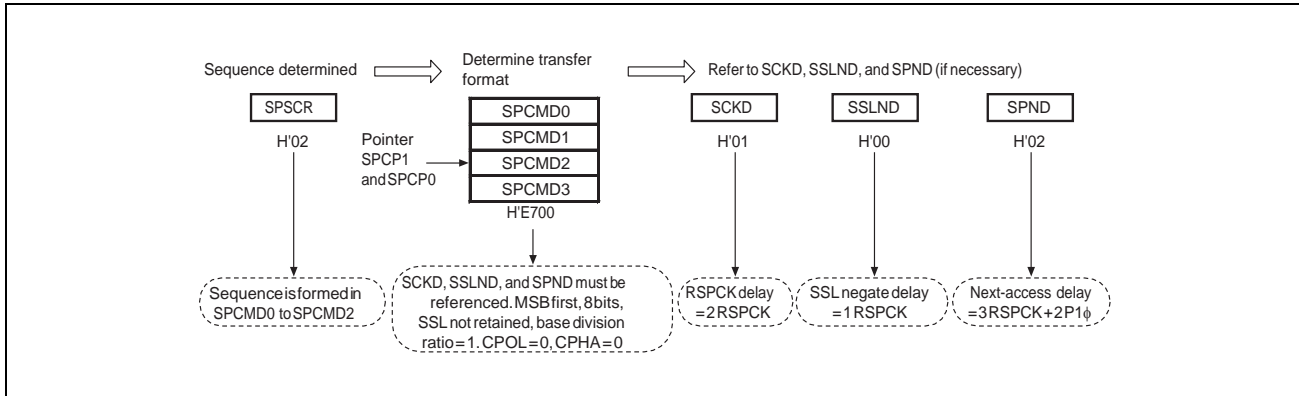 Sequence determined
Determine transfer
format
Refer to SCKD, SSLND, and SPND (if necessary)
SPSCR
H'02
Pointer
SPCP1
and SPCP0
SPCMD0
SPCMD1
SPCMD2
SPCMD3
H'E700
SCKD
H'01
SSLND
H'00
SPND
H'02
Sequence is formed in
SPCMD0 to SPCMD2
SCKD, SSLND, and SPND must be
referenced. MSB first, 8 bits,
SSL not retained, base division
ratio = 1. CPOL = 0, CPHA = 0
RSPCK delay
= 2 RSPCK
SSL negate delay
= 1 RSPCK
Next-access delay
= 3 RSPCK + 2 P1ϕ